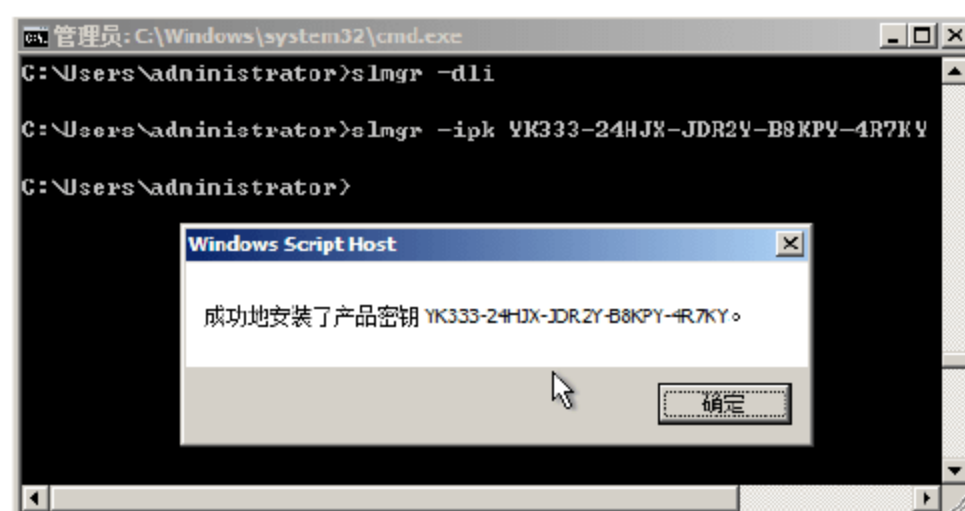 管理员: C:\Windows\system32\cmd.exe
C:\Users\administrator>slmgr -dli
C:\Users\administrator>slmgr -ipk YK333-24HJX-JDR2Y-B8KPY-4R7KY
C:\Users\administrator>
Windows Script Host
成功地安装了产品密钥 YK333-24HJX-JDR2Y-B8KPY-4R7KY。
确定